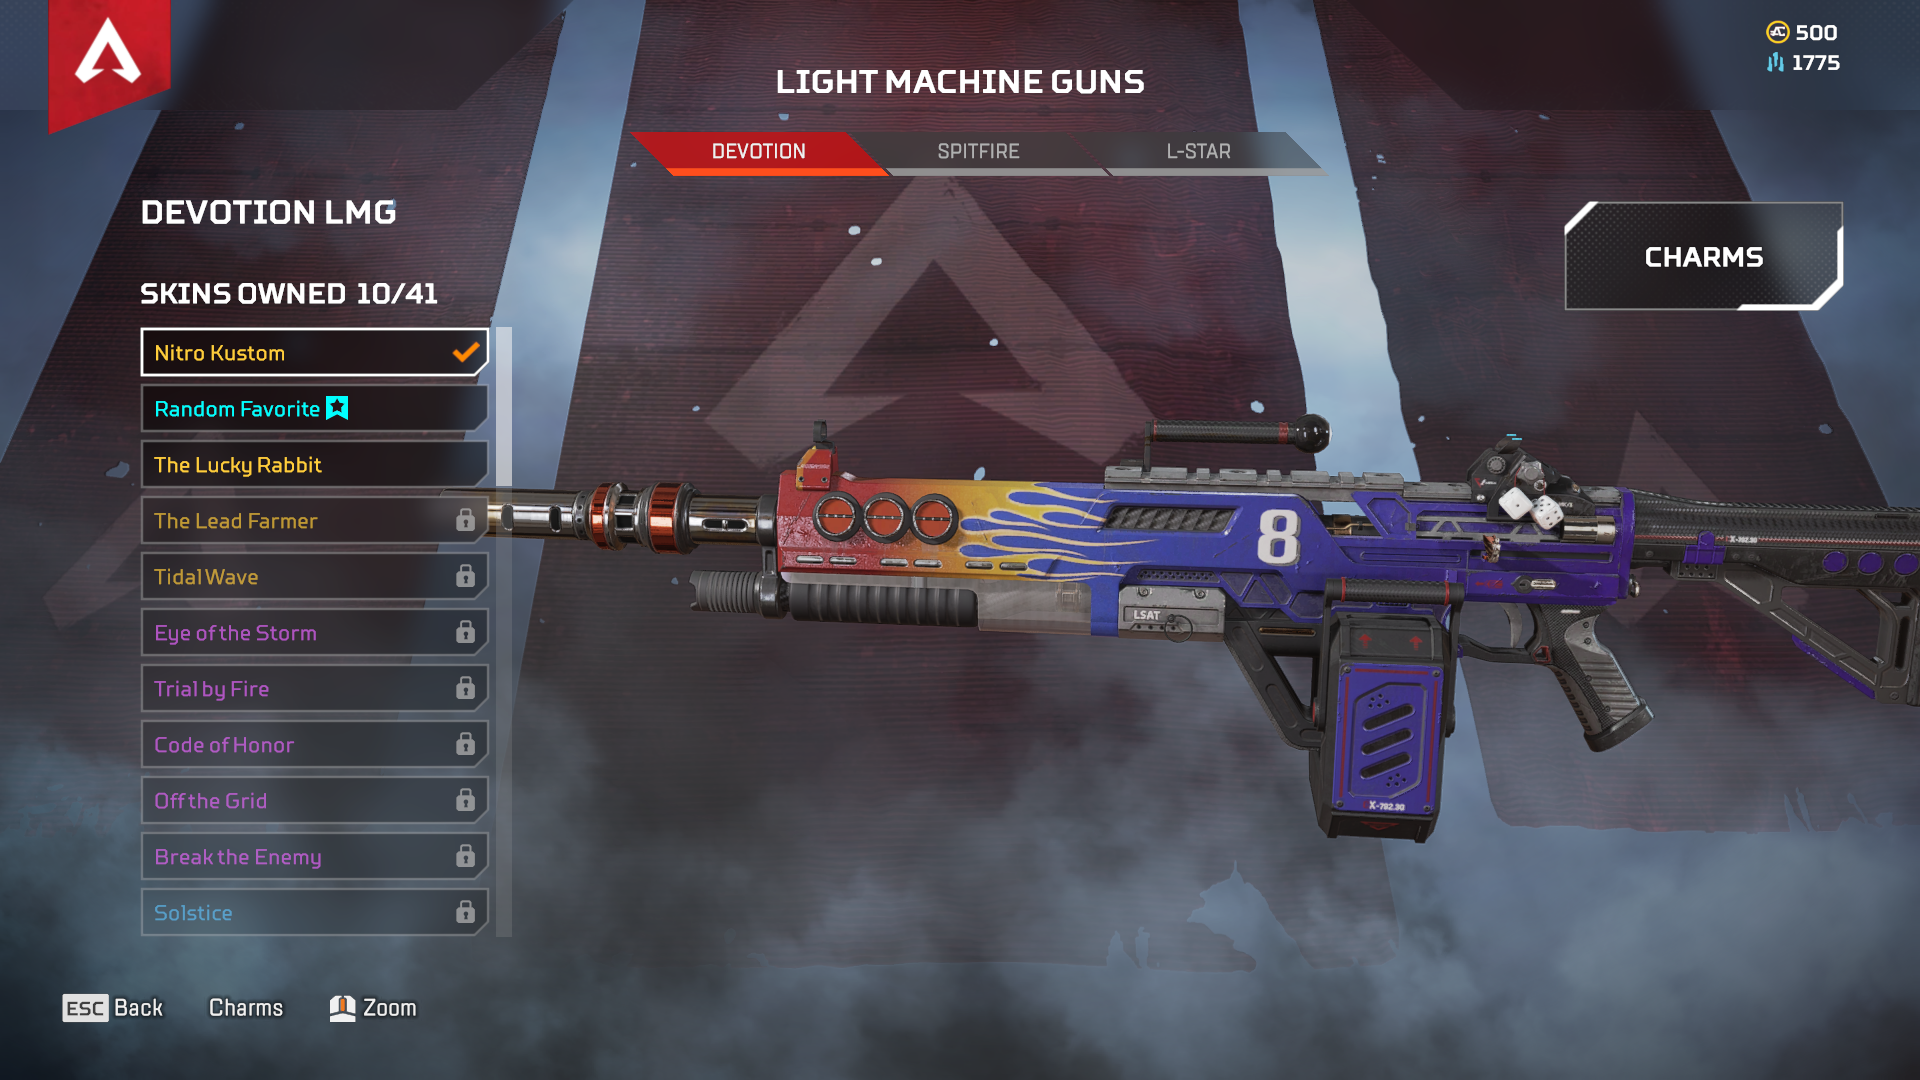 500
1775
LIGHT MACHINE GUNS
DEVOTION
SPITFIRE
L-STAR
DEVOTION LMG
CHARMS
SKINS OWNED 10/41
Nitro Kustom
Random Favorite
The Lucky Rabbit
The Lead Farmer
Tidal Wave
Eye of the Storm
Trial by Fire
Code of Honor
Off the Grid
Break the Enemy
Solstice
8
LSAT
ESC Back
Charms
Zoom